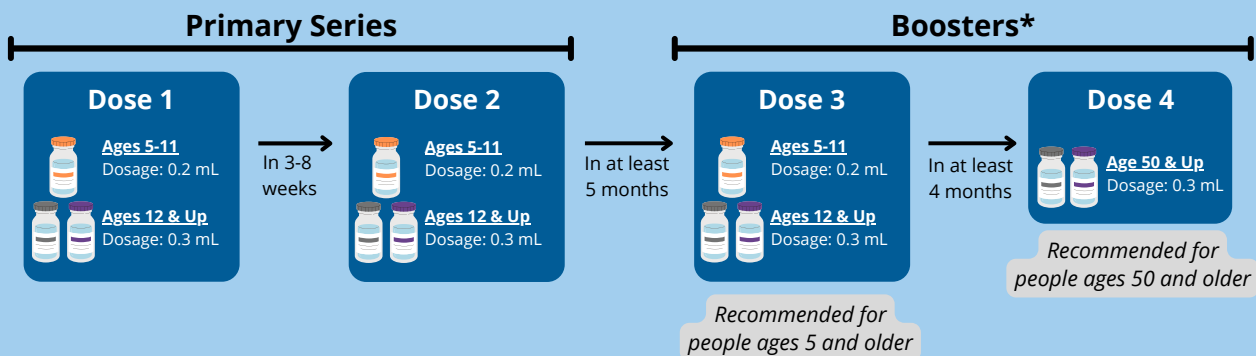 Primary Series
Boosters*
Dose 1
Ages 5-11
Dosage: 0.2 mL
Ages 12 & Up
Dosage: 0.3 mL
In 3-8
weeks
Dose 2
Ages 5-11
Dosage: 0.2 mL
Ages 12 & Up
Dosage: 0.3 mL
In at least
5 months
Dose 3
Ages 5-11
Dosage: 0.2 mL
Ages 12 & Up
Dosage: 0.3 mL
Recommended for
people ages 5 and older
In at least
4 months
Dose 4
Age 50 & Up
Dosage: 0.3 mL
Recommended for
people ages 50 and older